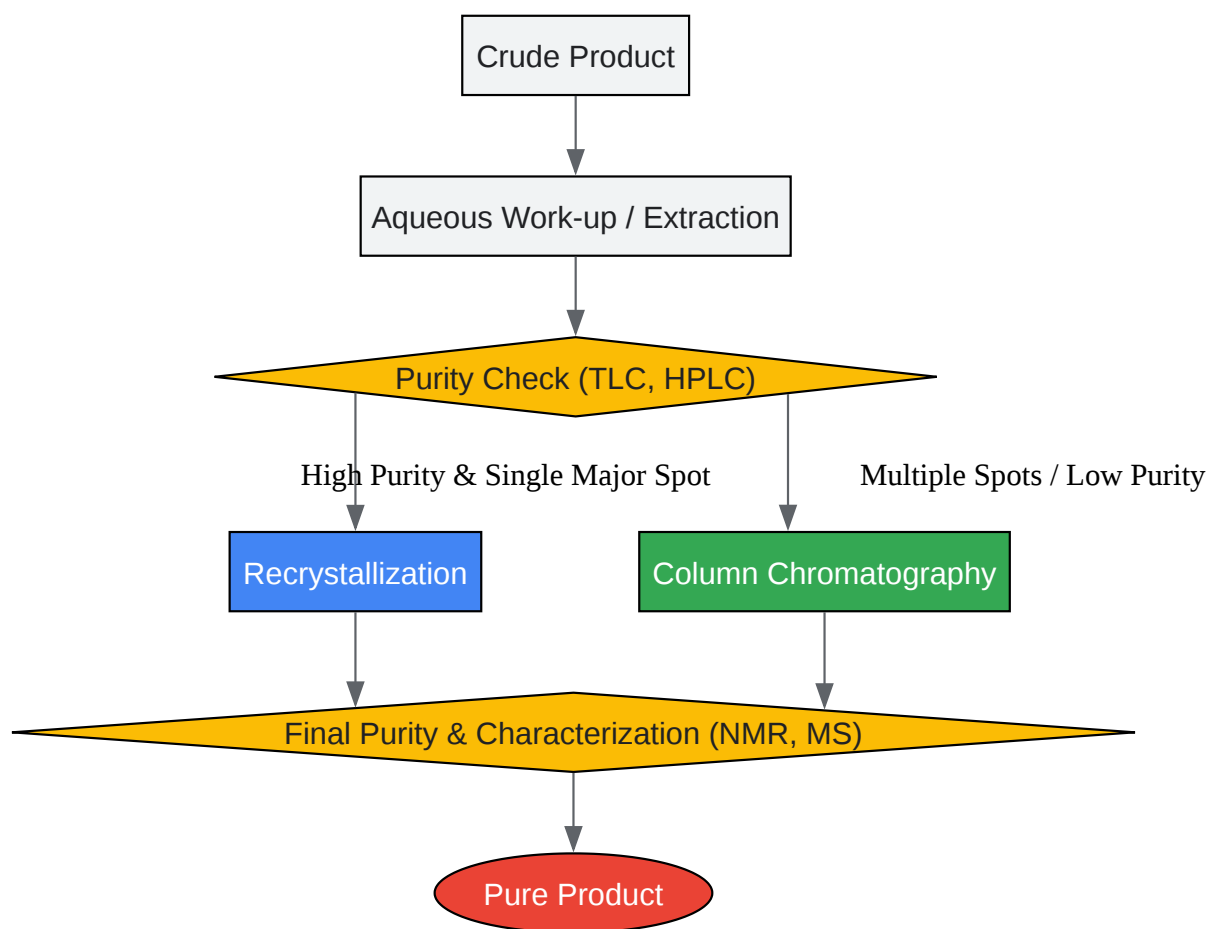 Crude Product
Aqueous Work-up / Extraction
Purity Check (TLC, HPLC)
High Purity & Single Major Spot
Multiple Spots / Low Purity
Recrystallization
Column Chromatography
Final Purity & Characterization (NMR, MS)
Pure Product